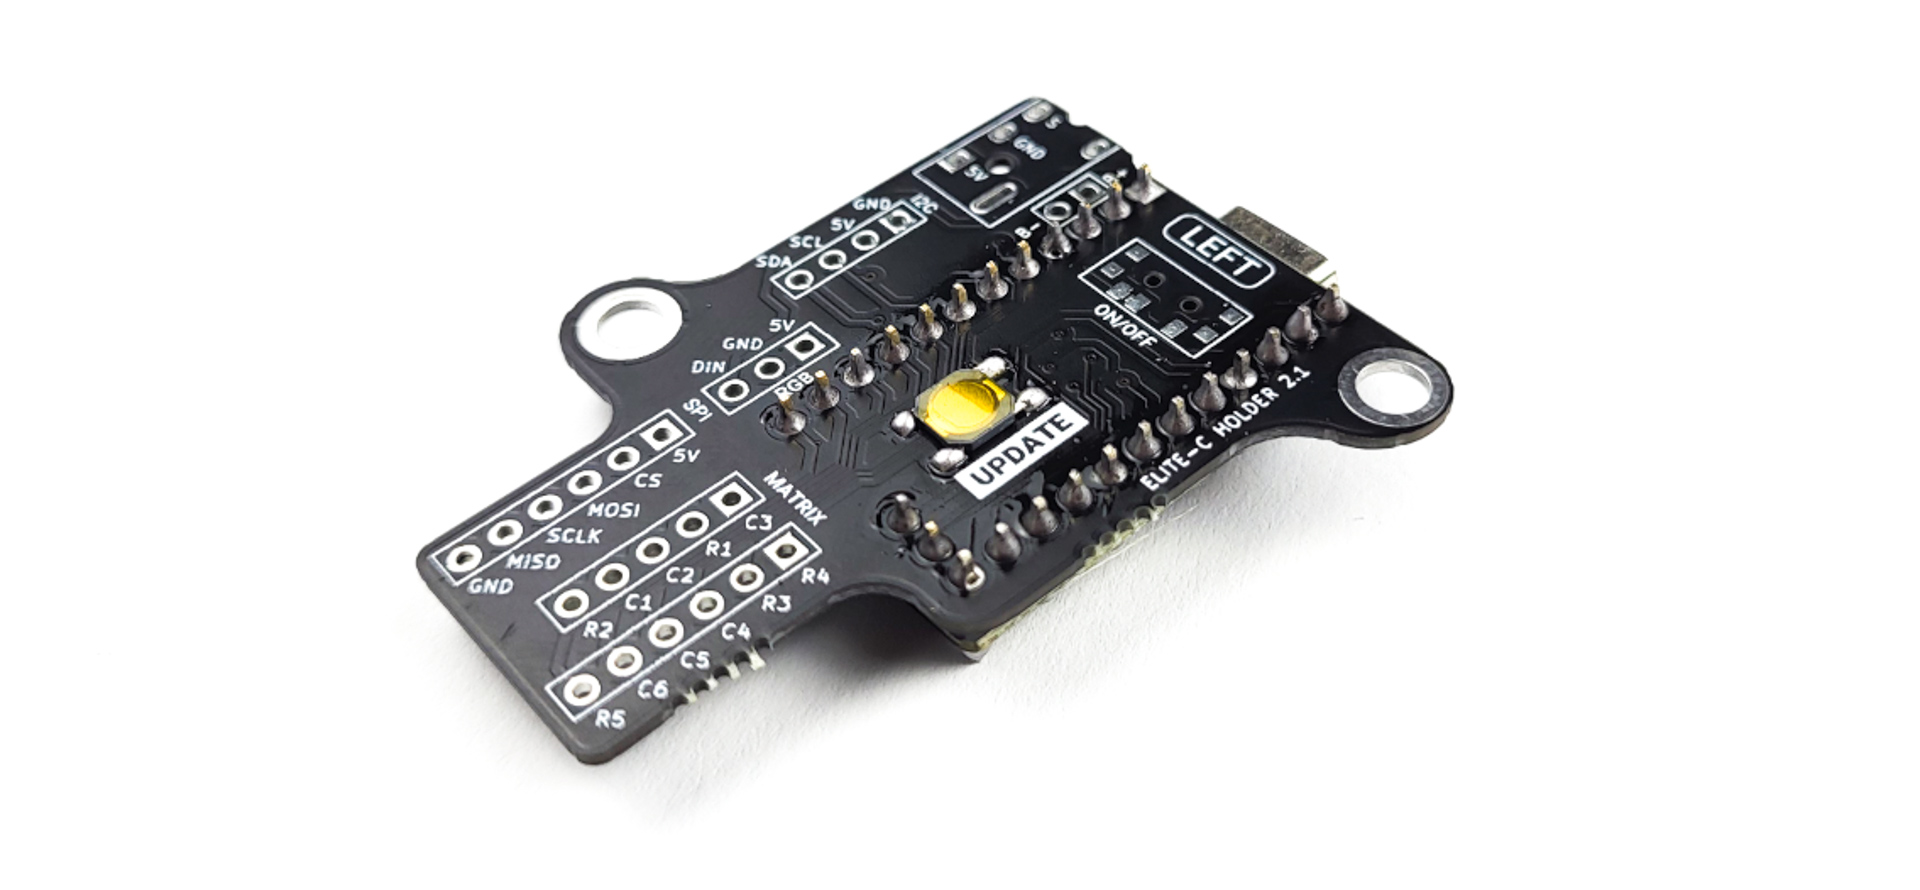 S
GND
5V
B+
B-
LEFT
ON/OFF
I2C
GND
5V
SCL
SDA
5V
GND
DIN
RGB
UPDATE
ELITE-C HOLDER 2.1
SPI
5V
CS
MOSI
SCLK
MISO
GND
MATRIX
C3
R1
C2
C1
R2
R4
R3
C4
C5
C6
R5